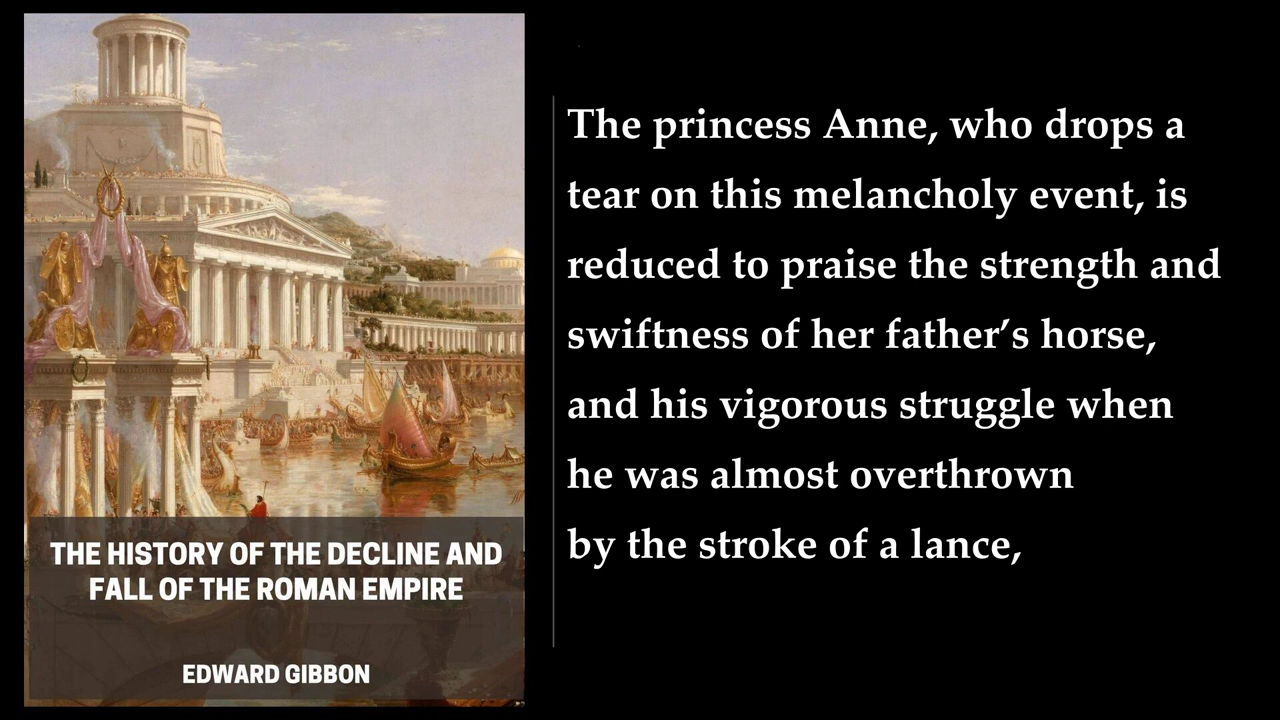 THE HISTORY OF THE DECLINE AND
FALL OF THE ROMAN EMPIRE
EDWARD GIBBON
The princess Anne, who drops a
tear on this melancholy event, is
reduced to praise the strength and
swiftness of her father’s horse,
and his vigorous struggle when
he was almost overthrown
by the stroke of a lance,